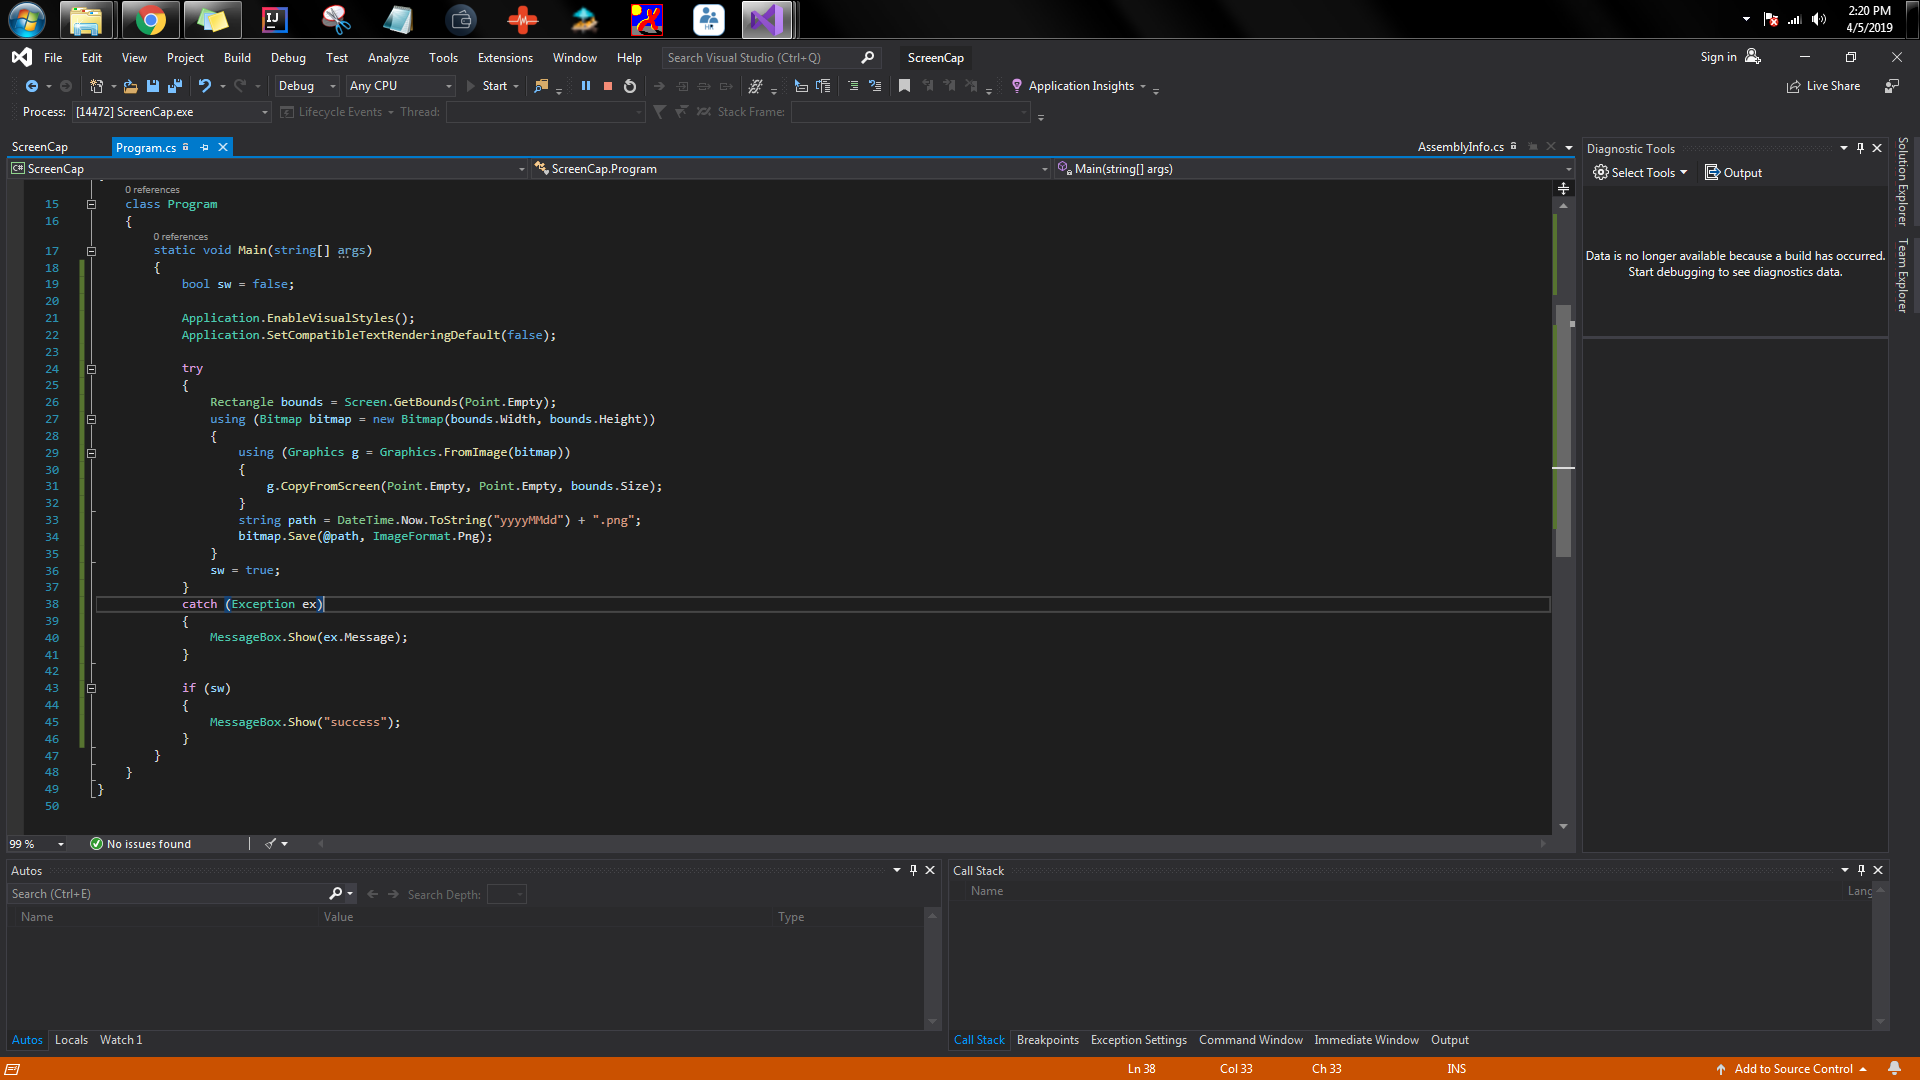 2:20 PM
4/5/2019
File Edit View Project Build Debug Test Analyze Tools Extensions Window Help Search Visual Studio (Ctrl+Q) ScreenCap Sign in
Debug Any CPU Start Application Insights Live Share
Process: [14472] ScreenCap.exe Lifecycle Events Thread: Stack Frame:
ScreenCap Program.cs AssemblyInfo.cs
C# ScreenCap ScreenCap.Program Main(string[] args)
0 references
15 class Program
16 {
0 references
17 static void Main(string[] args)
18 {
19 bool sw = false;
20
21 Application.EnableVisualStyles();
22 Application.SetCompatibleTextRenderingDefault(false);
23
24 try
25 {
26 Rectangle bounds = Screen.GetBounds(Point.Empty);
27 using (Bitmap bitmap = new Bitmap(bounds.Width, bounds.Height))
28 {
29 using (Graphics g = Graphics.FromImage(bitmap))
30 {
31 g.CopyFromScreen(Point.Empty, Point.Empty, bounds.Size);
32 }
33 string path = DateTime.Now.ToString("yyyyMMdd") + ".png";
34 bitmap.Save(@path, ImageFormat.Png);
35 }
36 sw = true;
37 }
38 catch (Exception ex)
39 {
40 MessageBox.Show(ex.Message);
41 }
42
43 if (sw)
44 {
45 MessageBox.Show("success");
46 }
47 }
48 }
49 }
50
99 % No issues found
Diagnostic Tools
Select Tools Output
Data is no longer available because a build has occurred.
Start debugging to see diagnostics data.
Solution Explorer
Team Explorer
Autos
Search (Ctrl+E) Search Depth:
Name Value Type
Autos Locals Watch 1
Call Stack
Name Lang
Call Stack Breakpoints Exception Settings Command Window Immediate Window Output
Ln 38 Col 33 Ch 33 INS Add to Source Control